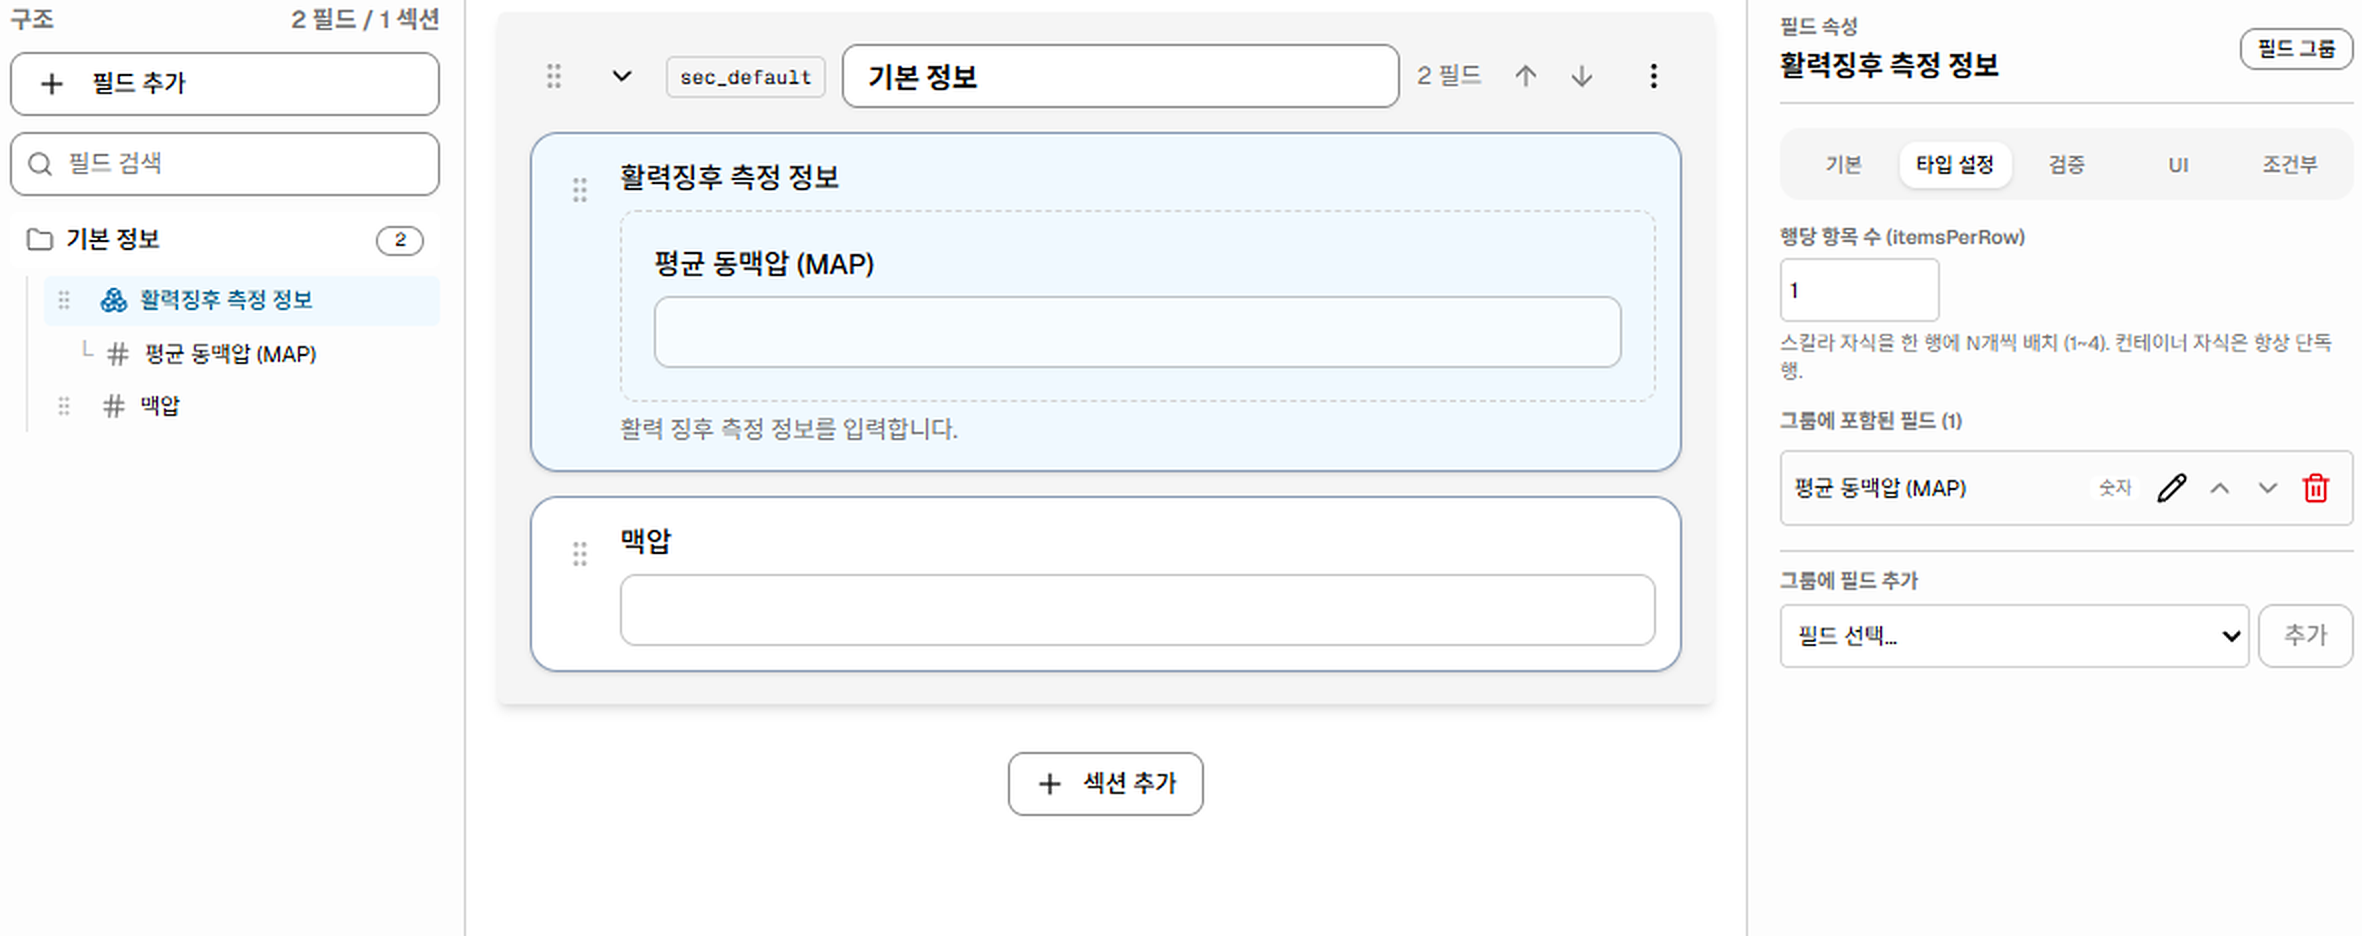 구조
2 필드 / 1 섹션
필드 추가
필드 검색
기본 정보
2
활력징후 측정 정보
평균 동맥압 (MAP)
맥압
sec_default
기본 정보
2 필드
활력징후 측정 정보
평균 동맥압 (MAP)
활력 징후 측정 정보를 입력합니다.
맥압
섹션 추가
필드 속성
활력징후 측정 정보
필드 그룹
기본
타입 설정
검증
UI
조건부
행당 항목 수 (itemsPerRow)
1
스칼라 자식을 한 행에 N개씩 배치 (1~4). 컨테이너 자식은 항상 단독
행.
그룹에 포함된 필드 (1)
평균 동맥압 (MAP)
숫자
그룹에 필드 추가
필드 선택...
추가